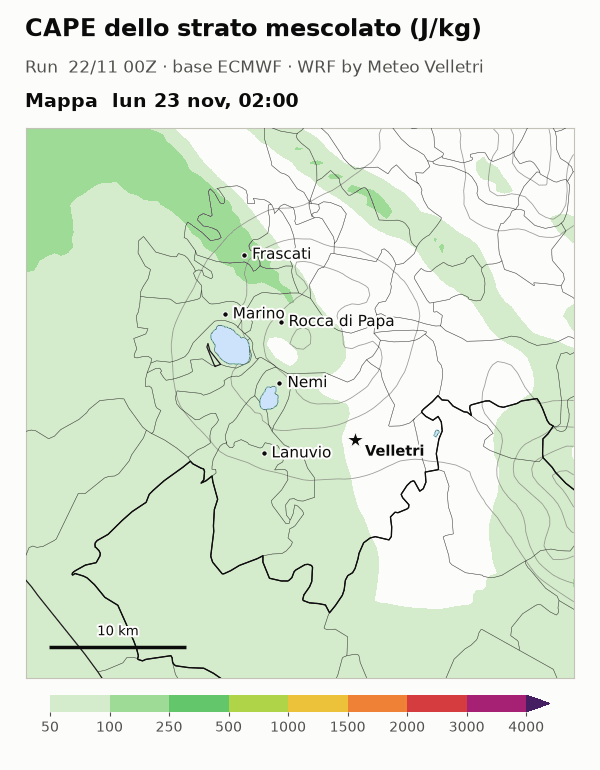 CAPE dello strato mescolato (J/kg)
Run  22/11 00Z · base ECMWF · WRF by Meteo Velletri
Mappa  lun 23 nov, 02:00
Frascati
Marino
Rocca di Papa
Nemi
Velletri
Lanuvio
10 km
50 100 250 500 1000 1500 2000 3000 4000